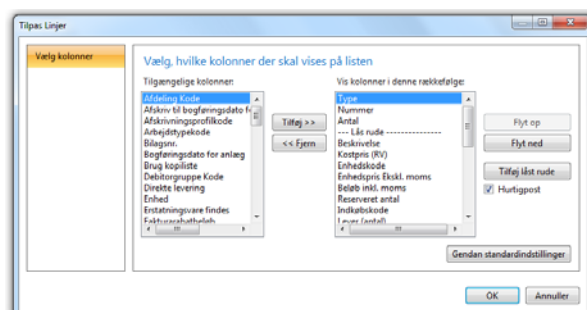 Tilpas Linjer
Vælg kolonner
Vælg, hvilke kolonner der skal vises på listen
Tilgængelige kolonner:
Afdeling Kode
Afskriv til bogføringsdato f
Afskrivningsprofilkode
Arbejdstypekode
Bilagsnr.
Bogføringsdato for anlæg
Brug kopiliste
Debitorgruppe Kode
Direkte levering
Enhed
Erstatningsvare findes
Fakturarabatbeløb
Tilføj >>
<< Fjern
Vis kolonner i denne rækkefølge:
Type
Nummer
Antal
--- Lås rude ---------------
Beskrivelse
Kostpris (RV)
Enhedskode
Enhedspris Ekskl. moms
Beløb inkl. moms
Reserveret antal
Indkøbskode
Lever (antal)
Flyt op
Flyt ned
Tilføj låst rude
Hurtigpost
Gendan standardindstillinger
OK
Annuller